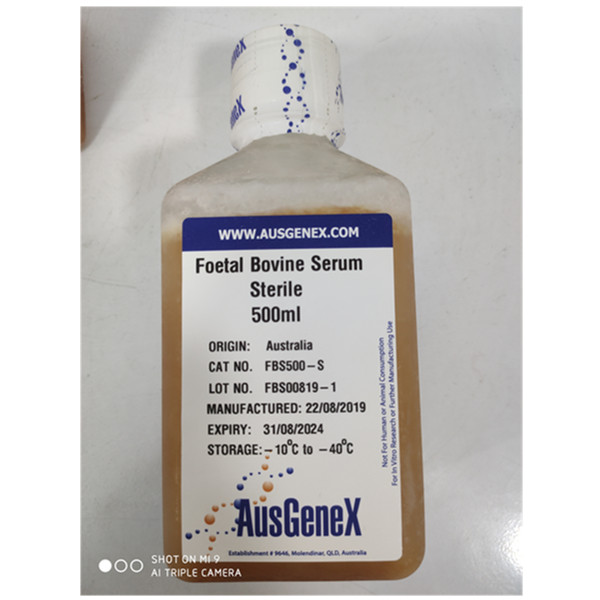 WWW.AUSGENEX.COM
Foetal Bovine Serum
Sterile
500ml
ORIGIN: Australia
CAT NO. FBS500-S
LOT NO. FBS00819-1
MANUFACTURED: 22/08/2019
EXPIRY: 31/08/2024
STORAGE: -10°C to -40°C
Not For Human or Animal Consumption
For In Vitro Research or Further Manufacturing Use
AusGeneX
Establishment # 9646, Molendinar, QLD, Australia
SHOT ON MI 9
AI TRIPLE CAMERA